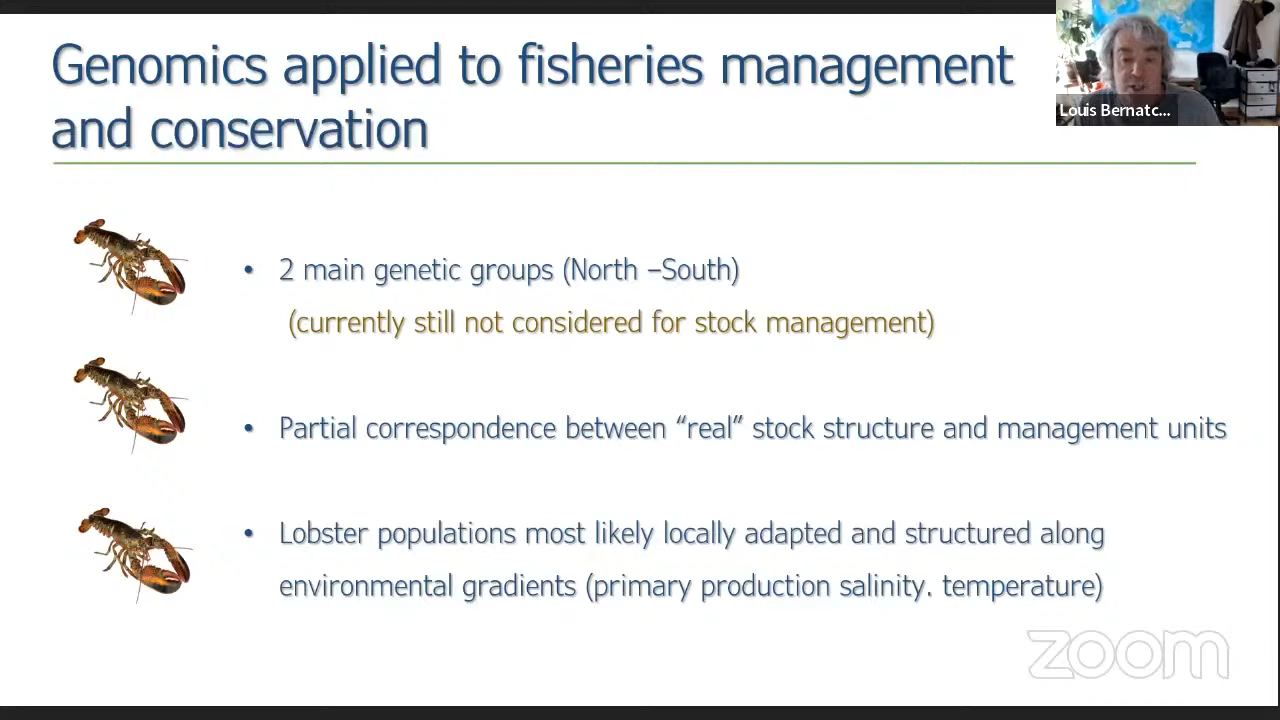 Genomics applied to fisheries management
and conservation
Louis Bernatc...
• 2 main genetic groups (North –South)
(currently still not considered for stock management)
• Partial correspondence between “real” stock structure and management units
• Lobster populations most likely locally adapted and structured along
environmental gradients (primary production salinity. temperature)
zoom